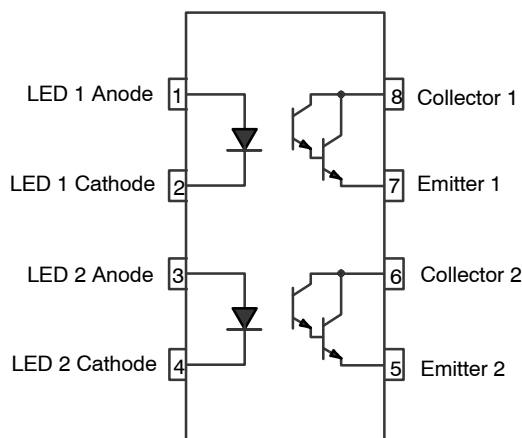 LED 1 Anode 1 8 Collector 1
LED 1 Cathode 2 7 Emitter 1
LED 2 Anode 3 6 Collector 2
LED 2 Cathode 4 5 Emitter 2